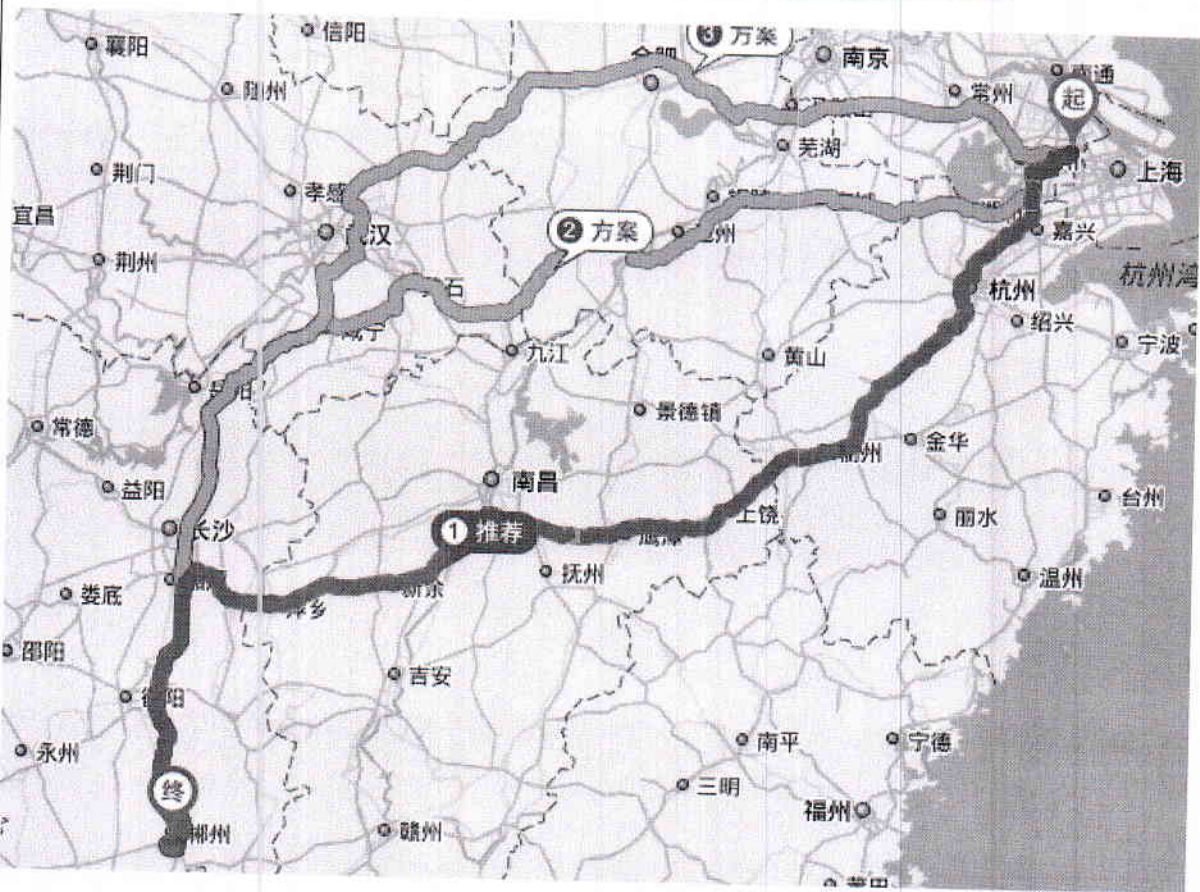 信阳
襄阳
3 方案
南京
随州
南通
常州
起
芜湖
上海
荆门
孝感
宜昌
2 方案
嘉兴
荆州
杭州湾
杭州
绍兴
宁波
九江
黄山
常德
景德镇
金华
南昌
益阳
台州
长沙
上饶
丽水
1 推荐
抚州
温州
娄底
邵阳
吉安
永州
南平
宁德
终
三明
福州
郴州
赣州